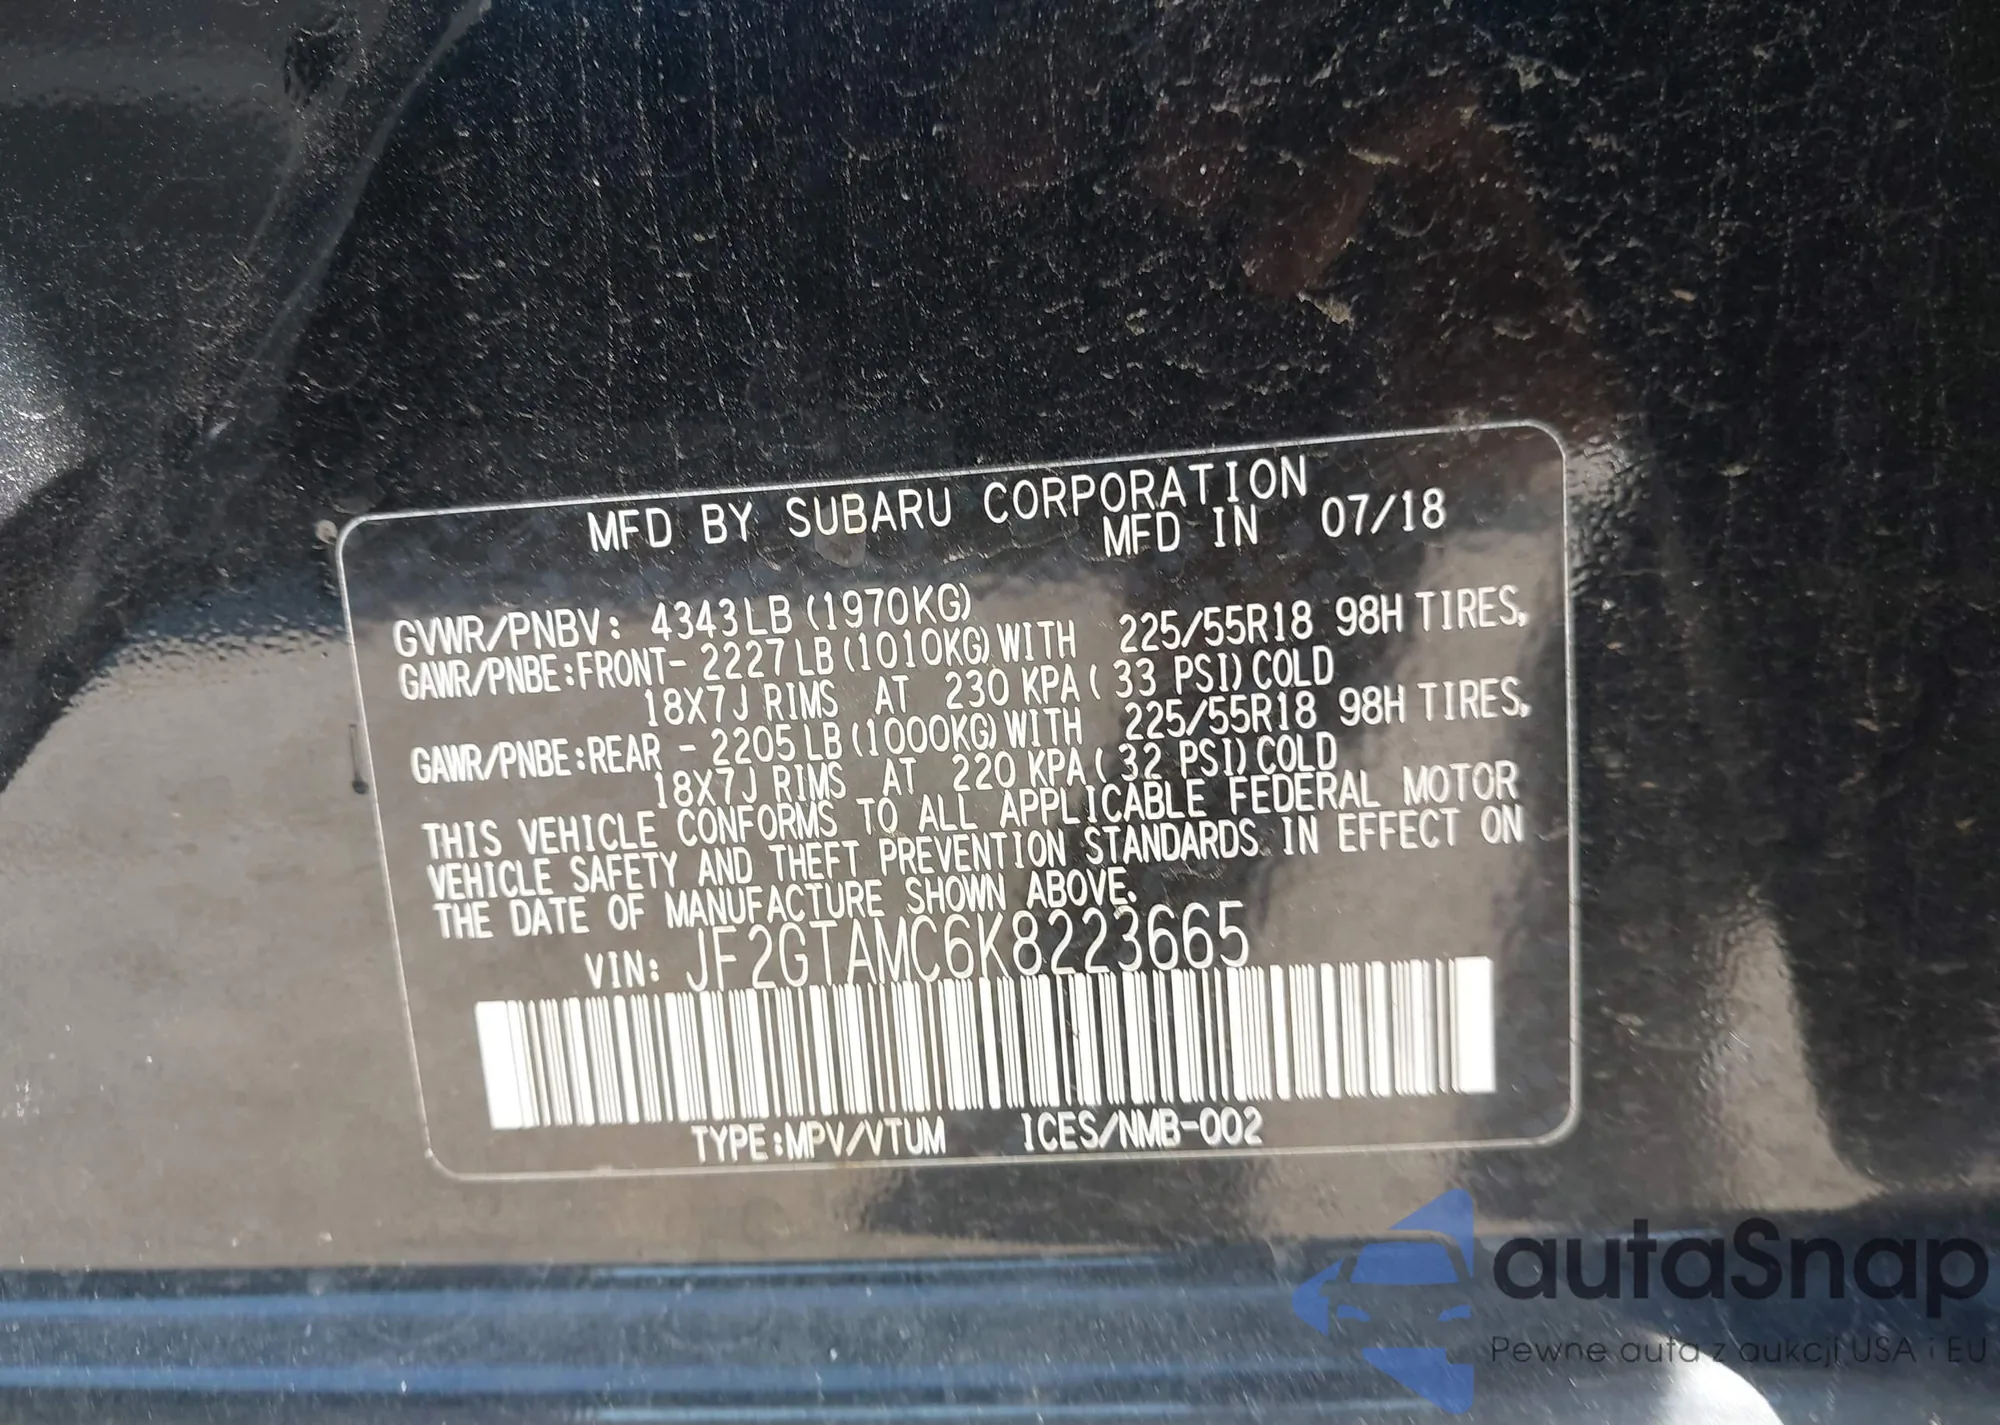 MFD BY SUBARU CORPORATION
MFD IN 07/18
GVWR/PNBV: 4343LB (1970KG)
GAWR/PNBE:FRONT- 2227 LB (1010KG) WITH 225/55R18 98H TIRES,
18X7J RIMS AT 230 KPA ( 33 PSI) COLD
GAWR/PNBE:REAR - 2205 LB (1000KG) WITH 225/55R18 98H TIRES,
18X7J RIMS AT 220 KPA ( 32 PSI) COLD
THIS VEHICLE CONFORMS TO ALL APPLICABLE FEDERAL MOTOR
VEHICLE SAFETY AND THEFT PREVENTION STANDARDS IN EFFECT ON
THE DATE OF MANUFACTURE SHOWN ABOVE.
VIN: JF2GTAMC6K8223665
TYPE:MPV/VTUM ICES/NMB-002
autaSnap
Pewne auta z aukcji USA i EU